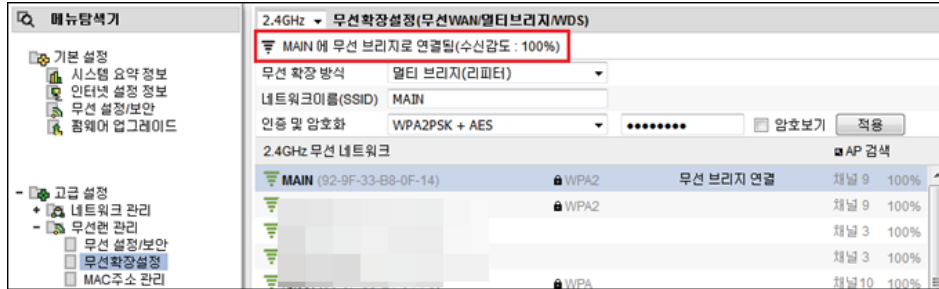 메뉴탐색기
기본 설정
시스템 요약 정보
인터넷 설정 정보
무선 설정/보안
펌웨어 업그레이드
- 고급 설정
+ 네트워크 관리
- 무선랜 관리
무선 설정/보안
무선확장설정
MAC주소 관리
2.4GHz 무선확장설정(무선WAN/멀티브리지/WDS)
MAIN 에 무선 브리지로 연결됨(수신감도 : 100%)
무선 확장 방식 멀티 브리지(리피터)
네트워크이름(SSID) MAIN
인증 및 암호화 WPA2PSK + AES •••••••• 암호보기 적용
2.4GHz 무선 네트워크 AP 검색
MAIN (92-9F-33-B8-0F-14) WPA2 무선 브리지 연결 채널 9 100%
WPA2 채널 9 100%
채널 3 100%
채널 3 100%
WPA 채널10 100%